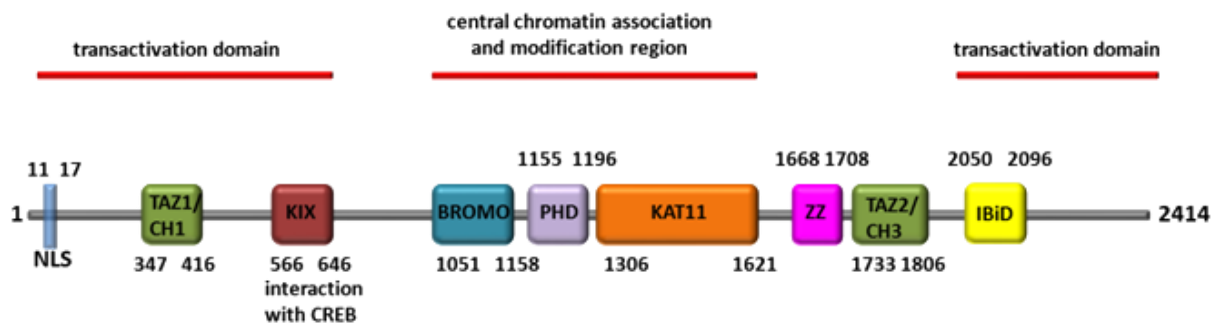 central chromatin association
and modification region
transactivation domain
transactivation domain
1155 1196
1668 1708
2050 2096
11 17
1
TAZ1/
CH1
KIX
BROMO
PHD
KAT11
ZZ
TAZ2/
CH3
IBiD
2414
NLS
347 416
566 646
1051 1158
1306 1621
1733 1806
interaction
with CREB